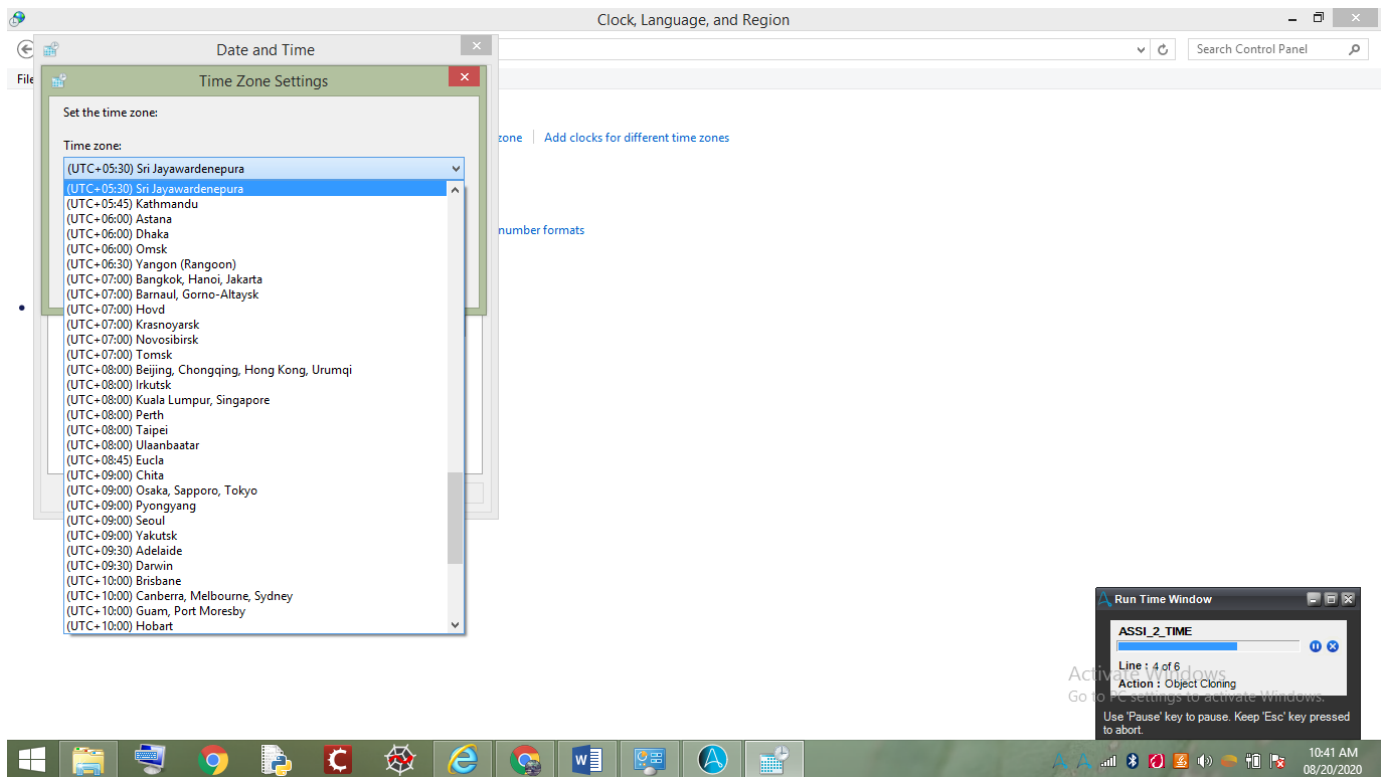 Clock, Language, and Region
Date and Time
Search Control Panel
File
Time Zone Settings
Set the time zone:
zone
Add clocks for different time zones
Time zone:
(UTC+05:30) Sri Jayawardenepura
(UTC+05:30) Sri Jayawardenepura
(UTC+05:45) Kathmandu
(UTC+06:00) Astana
(UTC+06:00) Dhaka
number formats
(UTC+06:00) Omsk
(UTC+06:30) Yangon (Rangoon)
(UTC+07:00) Bangkok, Hanoi, Jakarta
(UTC+07:00) Barnaul, Gorno-Altaysk
(UTC+07:00) Hovd
(UTC+07:00) Krasnoyarsk
(UTC+07:00) Novosibirsk
(UTC+07:00) Tomsk
(UTC+08:00) Beijing, Chongqing, Hong Kong, Urumqi
(UTC+08:00) Irkutsk
(UTC+08:00) Kuala Lumpur, Singapore
(UTC+08:00) Perth
(UTC+08:00) Taipei
(UTC+08:00) Ulaanbaatar
(UTC+08:45) Eucla
(UTC+09:00) Chita
(UTC+09:00) Osaka, Sapporo, Tokyo
(UTC+09:00) Pyongyang
(UTC+09:00) Seoul
(UTC+09:00) Yakutsk
(UTC+09:30) Adelaide
(UTC+09:30) Darwin
(UTC+10:00) Brisbane
(UTC+10:00) Canberra, Melbourne, Sydney
(UTC+10:00) Guam, Port Moresby
(UTC+10:00) Hobart
Run Time Window
ASSI_2_TIME
Line : 4 of 6
Action : Object Cloning
Activate Windows
Go to PC settings to activate Windows.
Use 'Pause' key to pause. Keep 'Esc' key pressed
to abort.
10:41 AM
08/20/2020